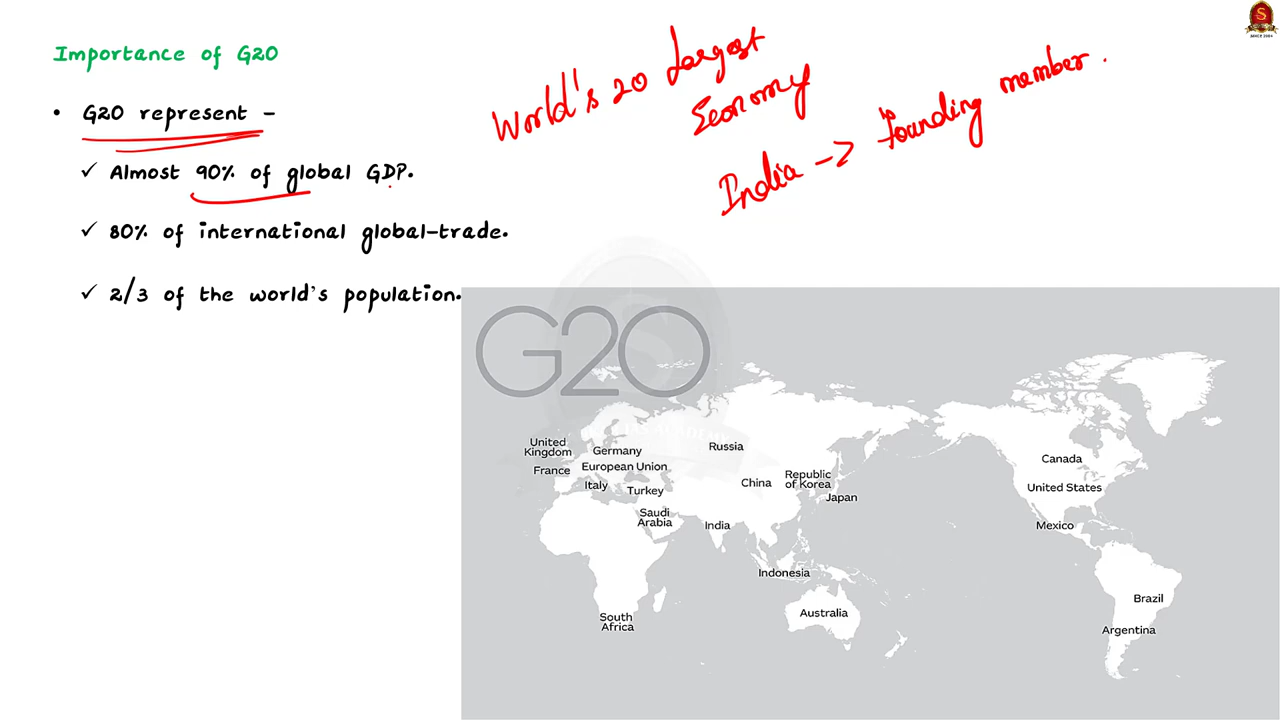 Importance of G20
• G20 represent –
✓ Almost 90% of global GDP.
✓ 80% of international global-trade.
✓ 2/3 of the world's population.
World's 20 Largest
Economy
India -> Founding member.
S
SINCE 2004
G20
United
Kingdom
Germany
France
European Union
Italy
Turkey
Saudi
Arabia
Russia
China
Republic
of Korea
Japan
India
Indonesia
Australia
South
Africa
Canada
United States
Mexico
Brazil
Argentina